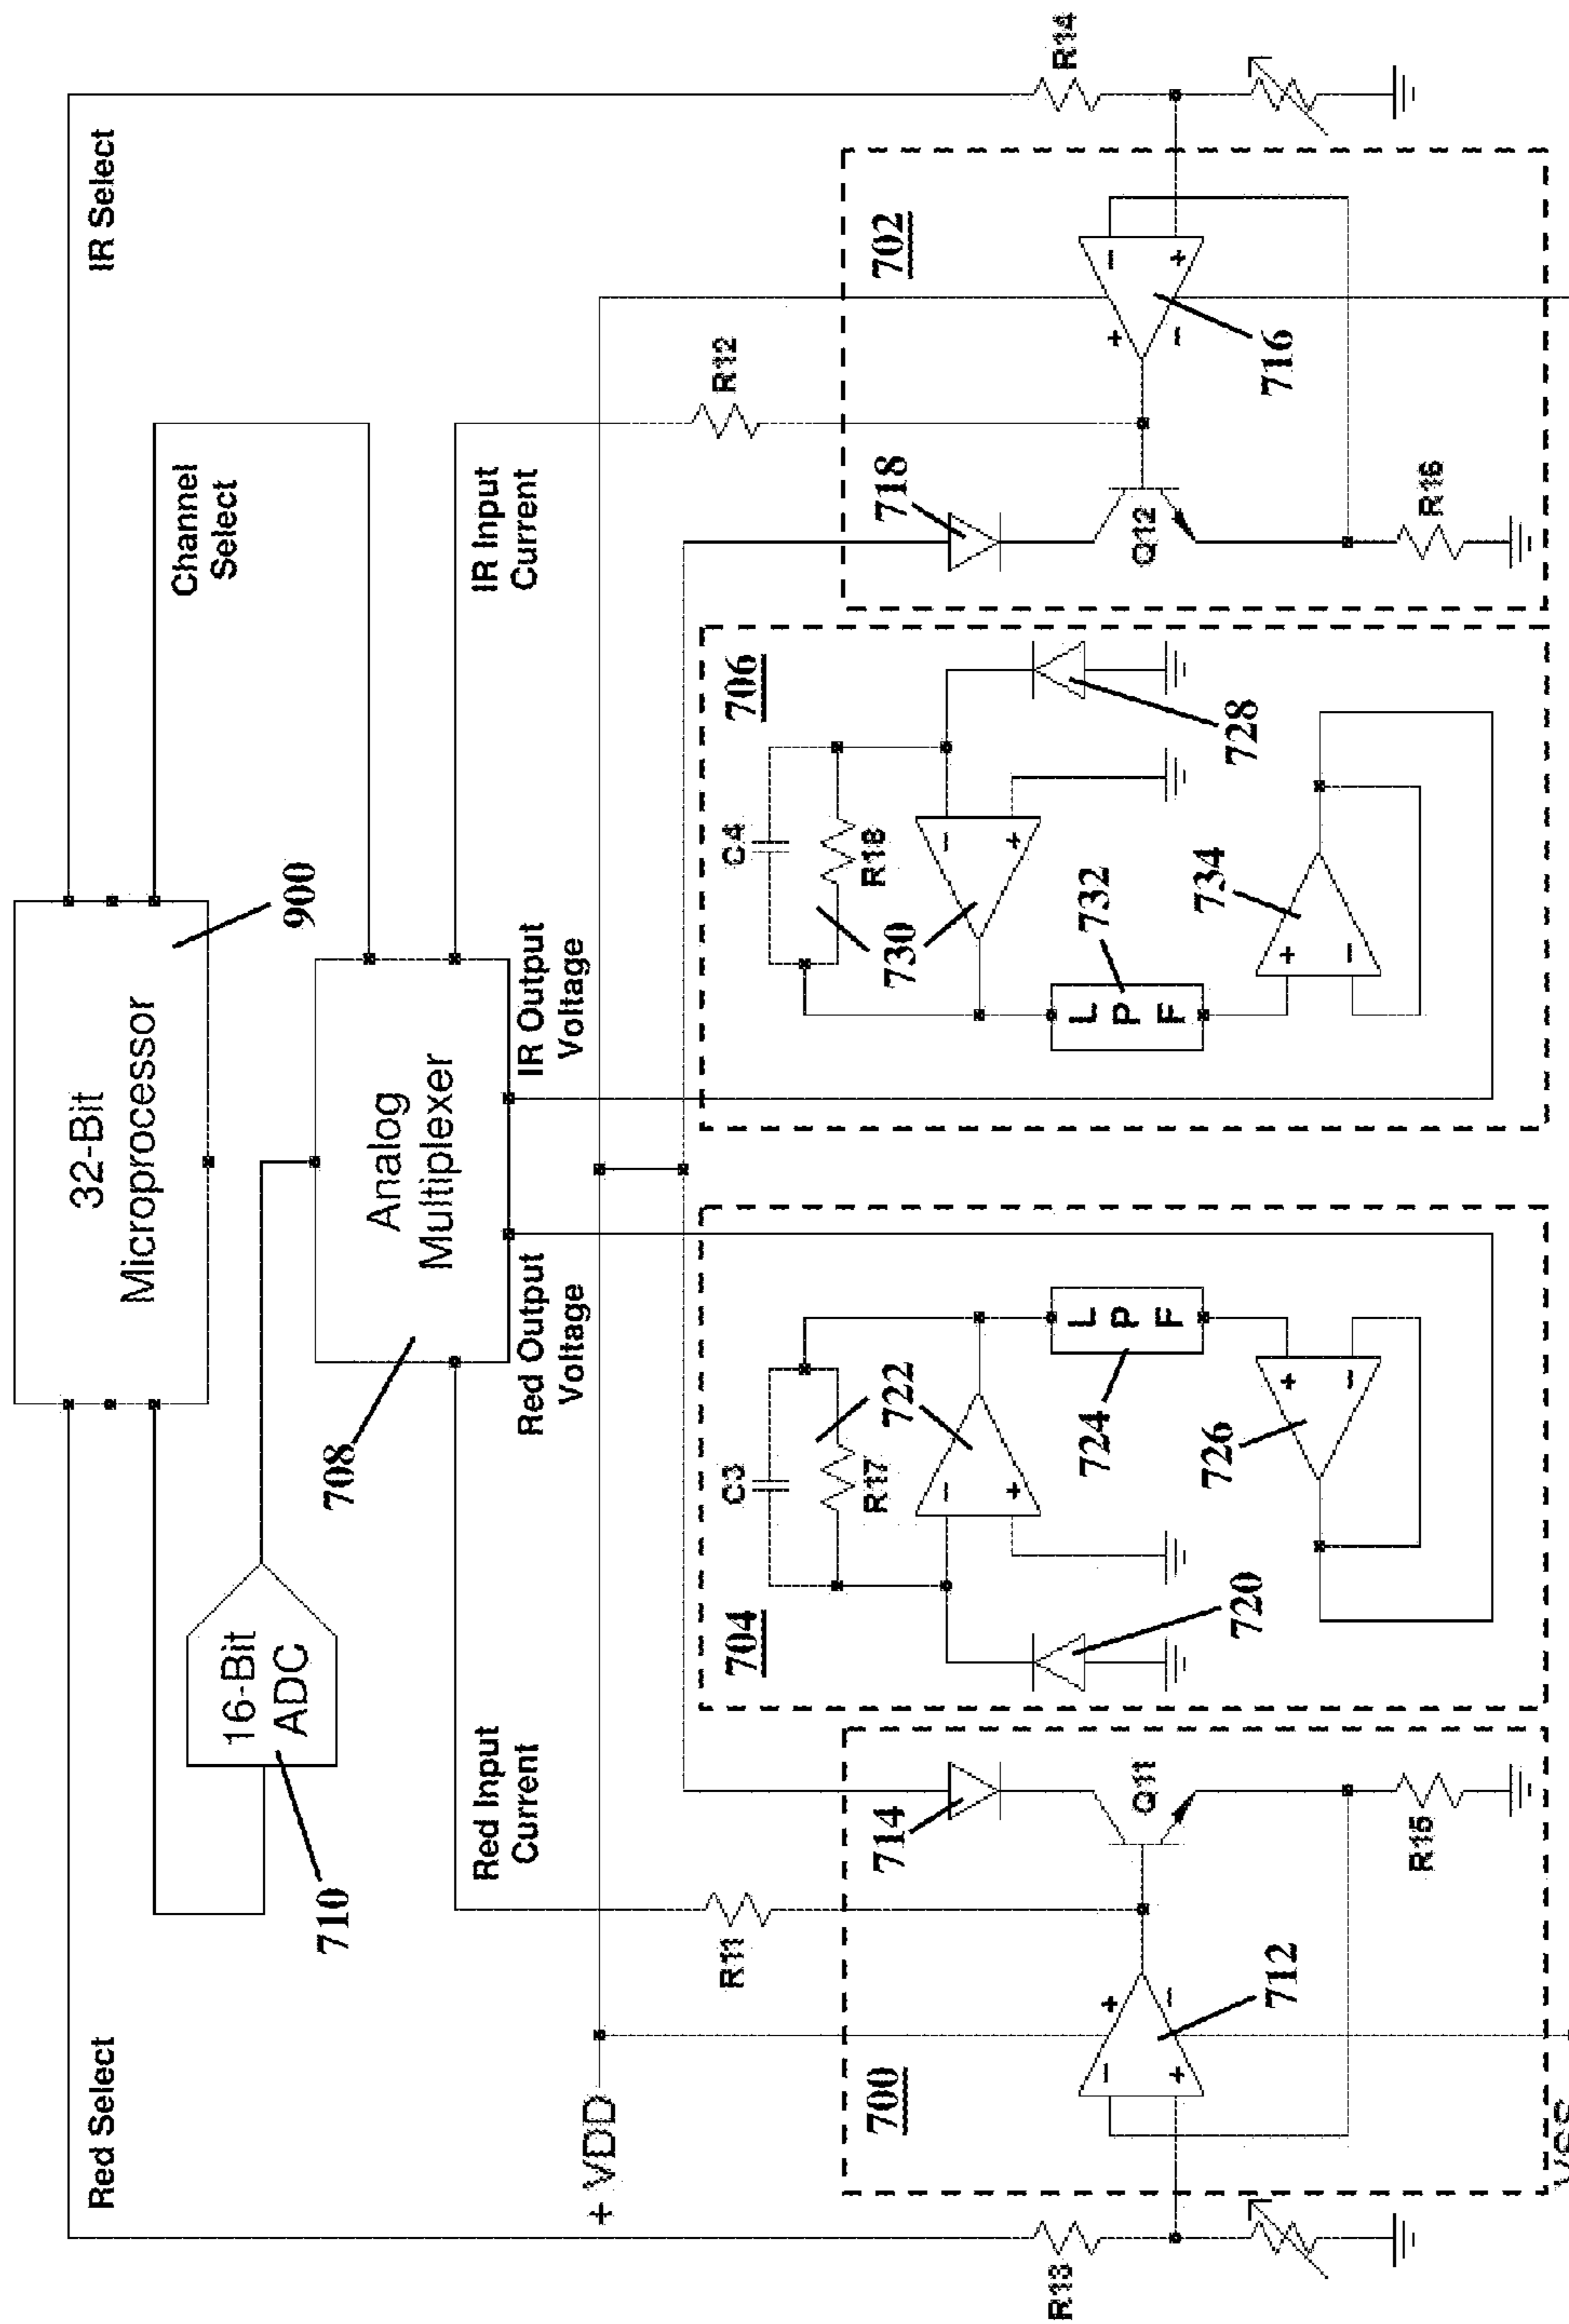 32-Bit
Microprocessor
900
Red Select
IR Select
16-Bit
ADC
710
Channel
Select
Analog
Multiplexer
708
Red Input
Current
Red Output
Voltage
IR Output
Voltage
IR Input
Current
+ VDD
R11
R12
R13
R14
700
-
+
+
-
712
714
Q11
R15
704
C3
R17
722
-
+
720
L
P
F
724
+
-
726
706
C4
R18
730
-
+
728
L
P
F
732
+
-
734
702
718
Q12
R16
-
+
+
-
716